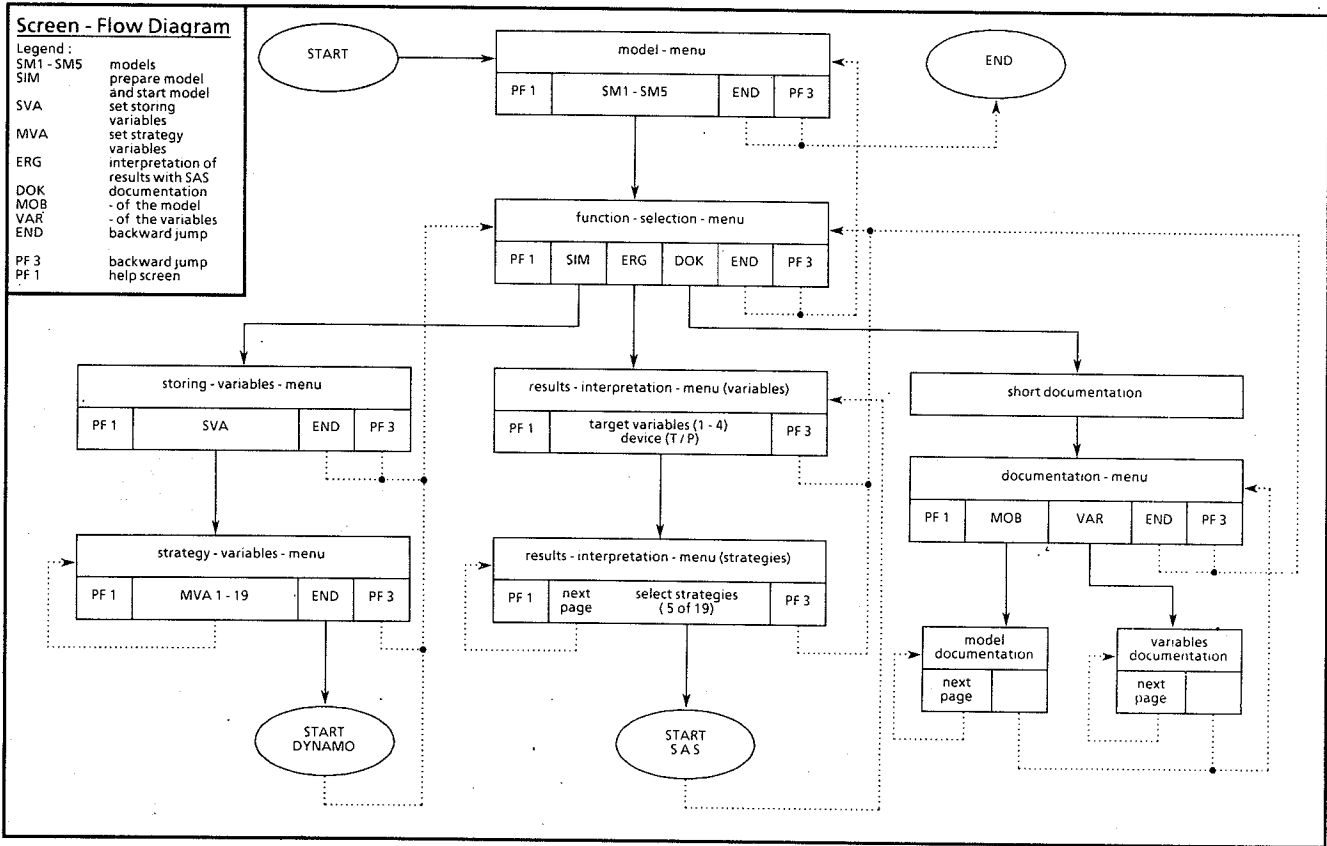 Screen - Flow Diagram
Legend :
SM1 - SM5 models
SIM prepare model
and start model
SVA set storing
variables
MVA set strategy
variables
ERG interpretation of
results with SAS
DOK documentation
MOB - of the model
VAR - of the variables
END backward jump
PF 3 backward jump
PF 1 help screen
START
model - menu
PF 1 SM1 - SM5 END PF 3
END
function - selection - menu
PF 1 SIM ERG DOK END PF 3
storing - variables - menu
PF 1 SVA END PF 3
results - interpretation - menu (variables)
PF 1 target variables (1 - 4) PF 3
device (T / P)
short documentation
documentation - menu
PF 1 MOB VAR END PF 3
strategy - variables - menu
PF 1 MVA 1 - 19 END PF 3
results - interpretation - menu (strategies)
PF 1 next select strategies PF 3
page ( 5 of 19)
model
documentation
next
page
variables
documentation
next
page
START
DYNAMO
START
S A S